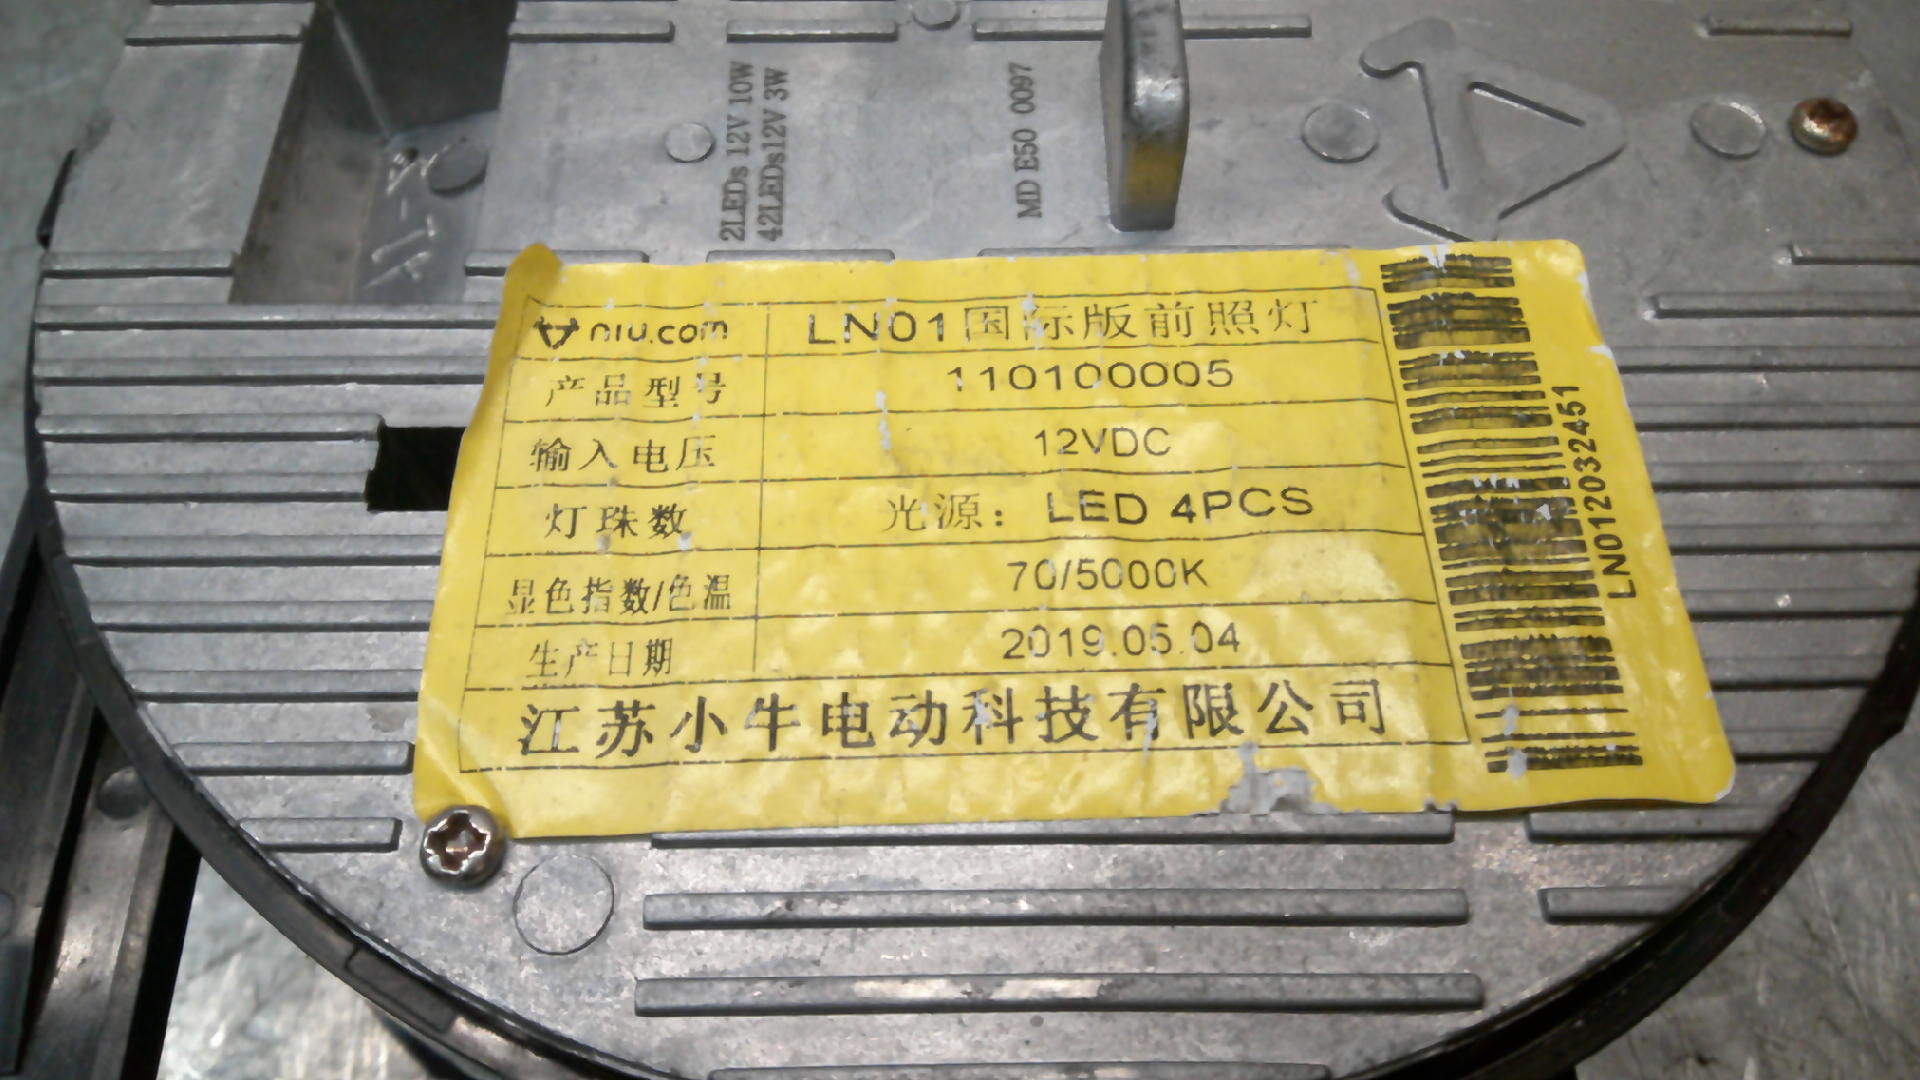 2LEDs 12V 10W
42LEDs12V 3W
MD E50 0097
niu.com
LN01国际版前照灯
产品型号
110100005
输入电压
12VDC
灯珠数
光源： LED 4PCS
显色指数/色温
70/5000K
生产日期
2019.05.04
江苏小牛电动科技有限公司
LN0112032451